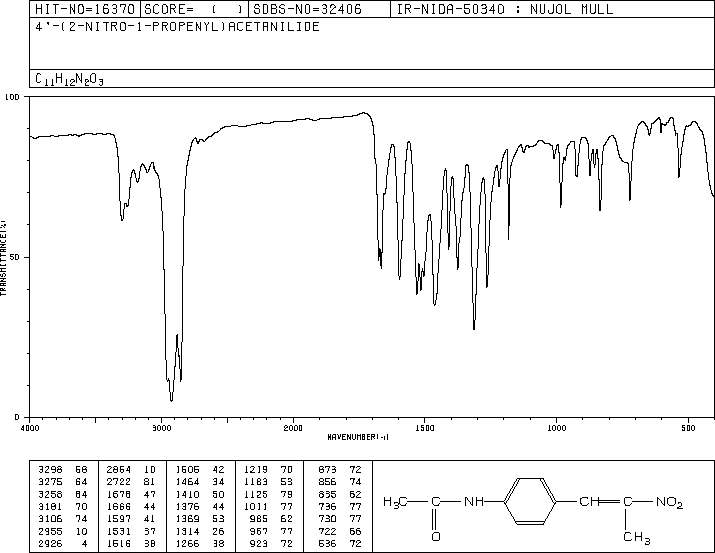 HIT-NO=16370 SCORE= ( ) SDBS-NO=32406 IR-NIDA-50340 : NUJOL MULL
4'-(2-NITRO-1-PROPENYL)ACETANILIDE
C11H12N2O3
100
50
0
TRANSMITTANCE(%)
4000 3000 2000 1500 1000 500
WAVENUMBER(-1)
3298 2854 10 1606 42 1219 70 873 72
3275 64 2722 81 1464 34 1183 53 856 74
3258 64 1678 47 1410 50 1125 79 835 62
3181 70 1666 44 1376 44 1011 77 736 77
3106 74 1597 41 1369 53 985 62 730 77
2955 10 1531 37 1314 26 967 77 722 66
2926 4 1516 38 1266 38 923 72 536 72
H3C C NH CH C NO2
O CH3